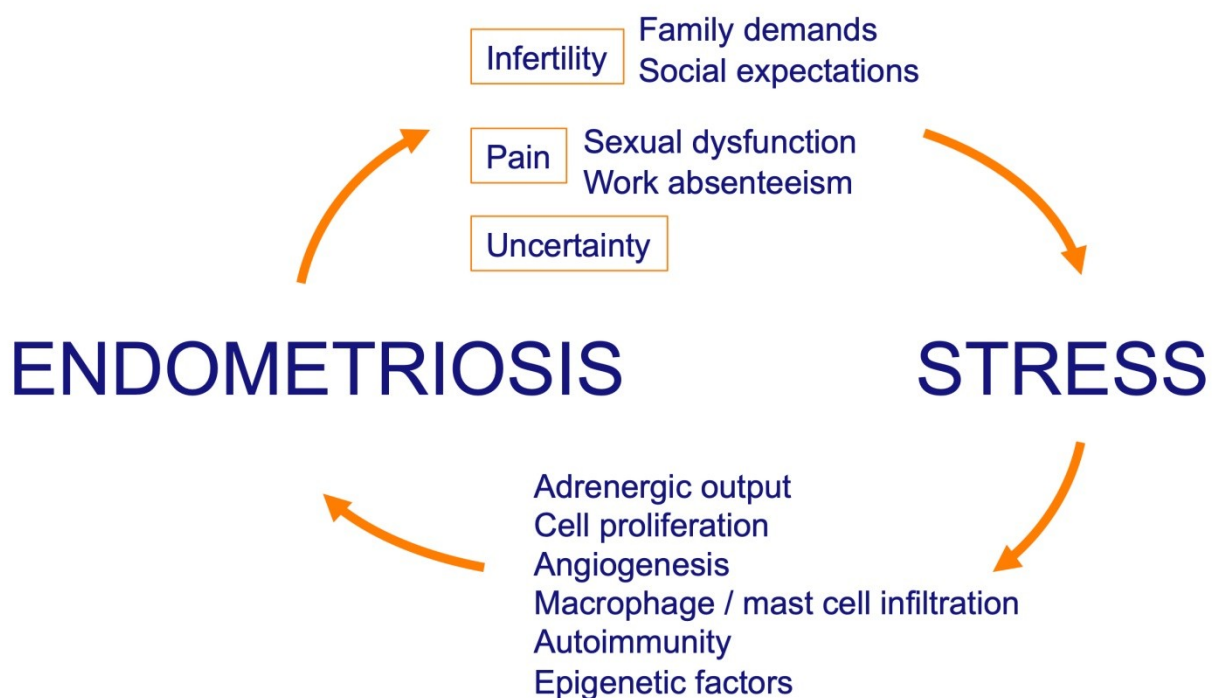 Infertility
Family demands
Social expectations
Pain
Sexual dysfunction
Work absenteeism
Uncertainty
ENDOMETRIOSIS
STRESS
Adrenergic output
Cell proliferation
Angiogenesis
Macrophage / mast cell infiltration
Autoimmunity
Epigenetic factors